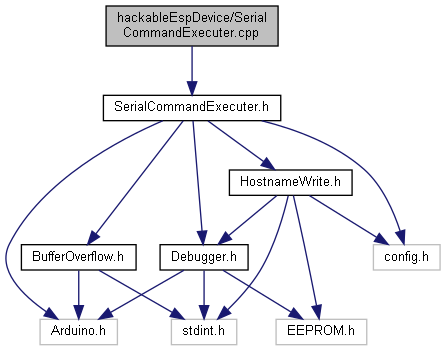 hackableEspDevice/Serial
CommandExecuter.cpp
SerialCommandExecuter.h
HostnameWrite.h
BufferOverflow.h
Debugger.h
config.h
Arduino.h
stdint.h
EEPROM.h